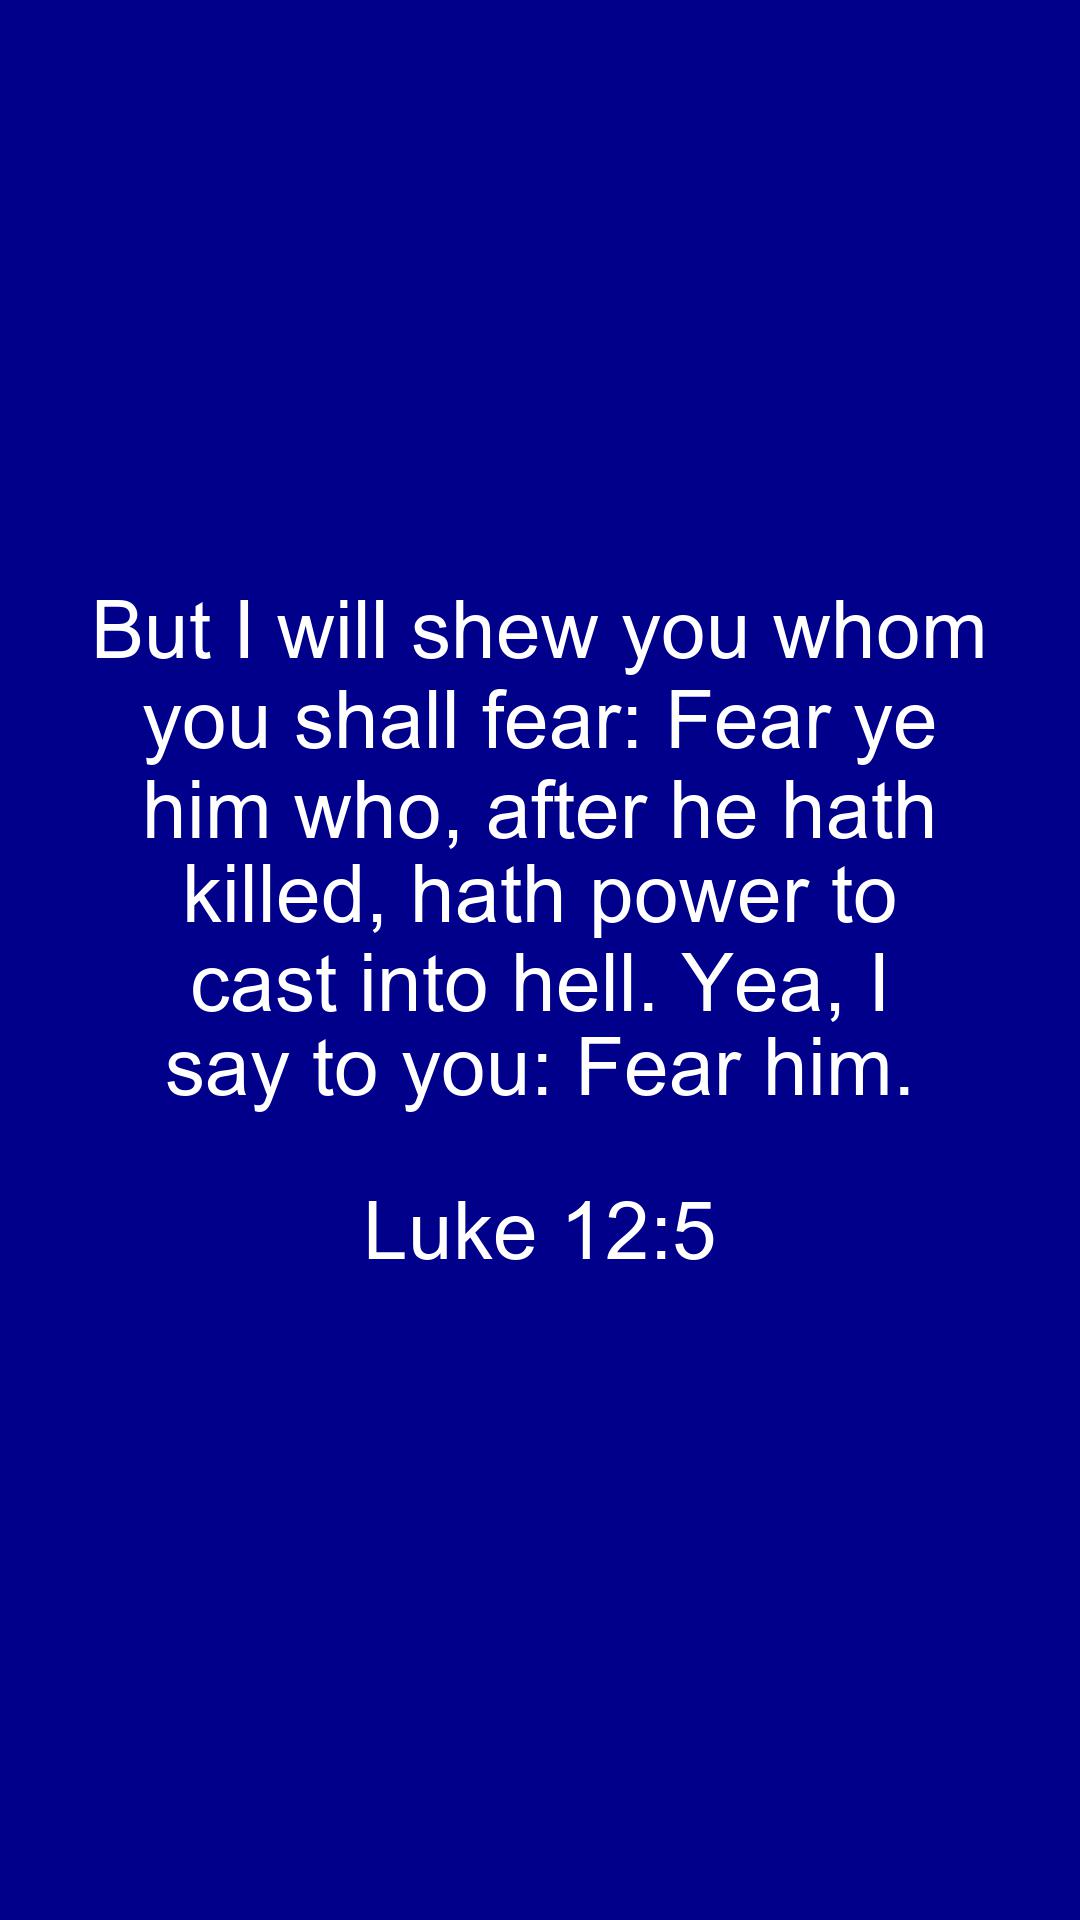 But I will shew you whom
you shall fear: Fear ye
him who, after he hath
killed, hath power to
cast into hell. Yea, I
say to you: Fear him.
Luke 12:5